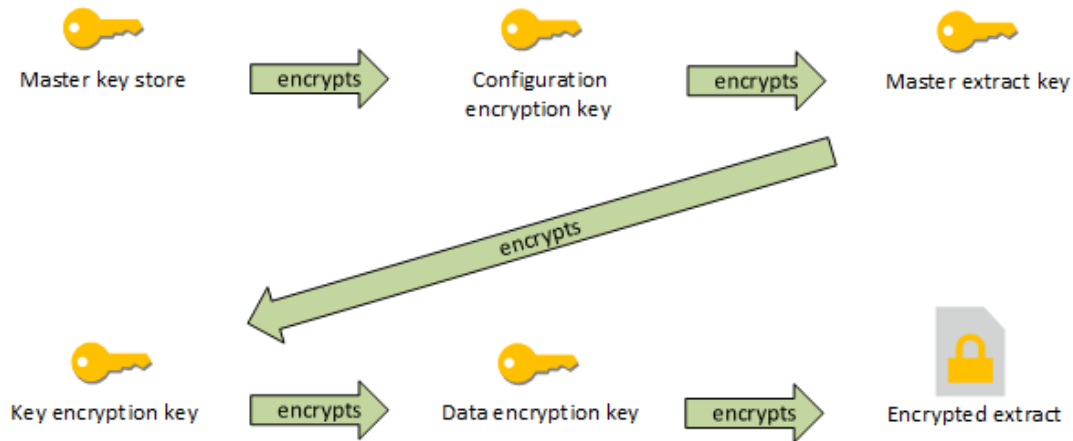 Master key store
encrypts
Configuration
encryption key
encrypts
Master extract key
encrypts
Key encryption key
encrypts
Data encryption key
encrypts
Encrypted extract